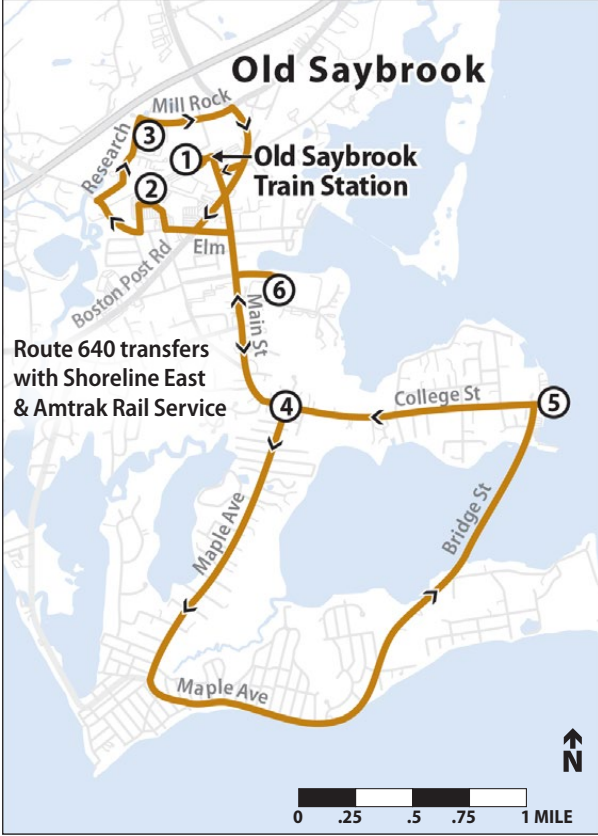 Old Saybrook
Mill Rock
3
1
Old Saybrook
Train Station
Research
2
Elm
Boston Post Rd
6
Main St
Route 640 transfers
with Shoreline East
& Amtrak Rail Service
4
College St
5
Maple Ave
Bridge St
Maple Ave
N
0 .25 .5 .75 1 MILE